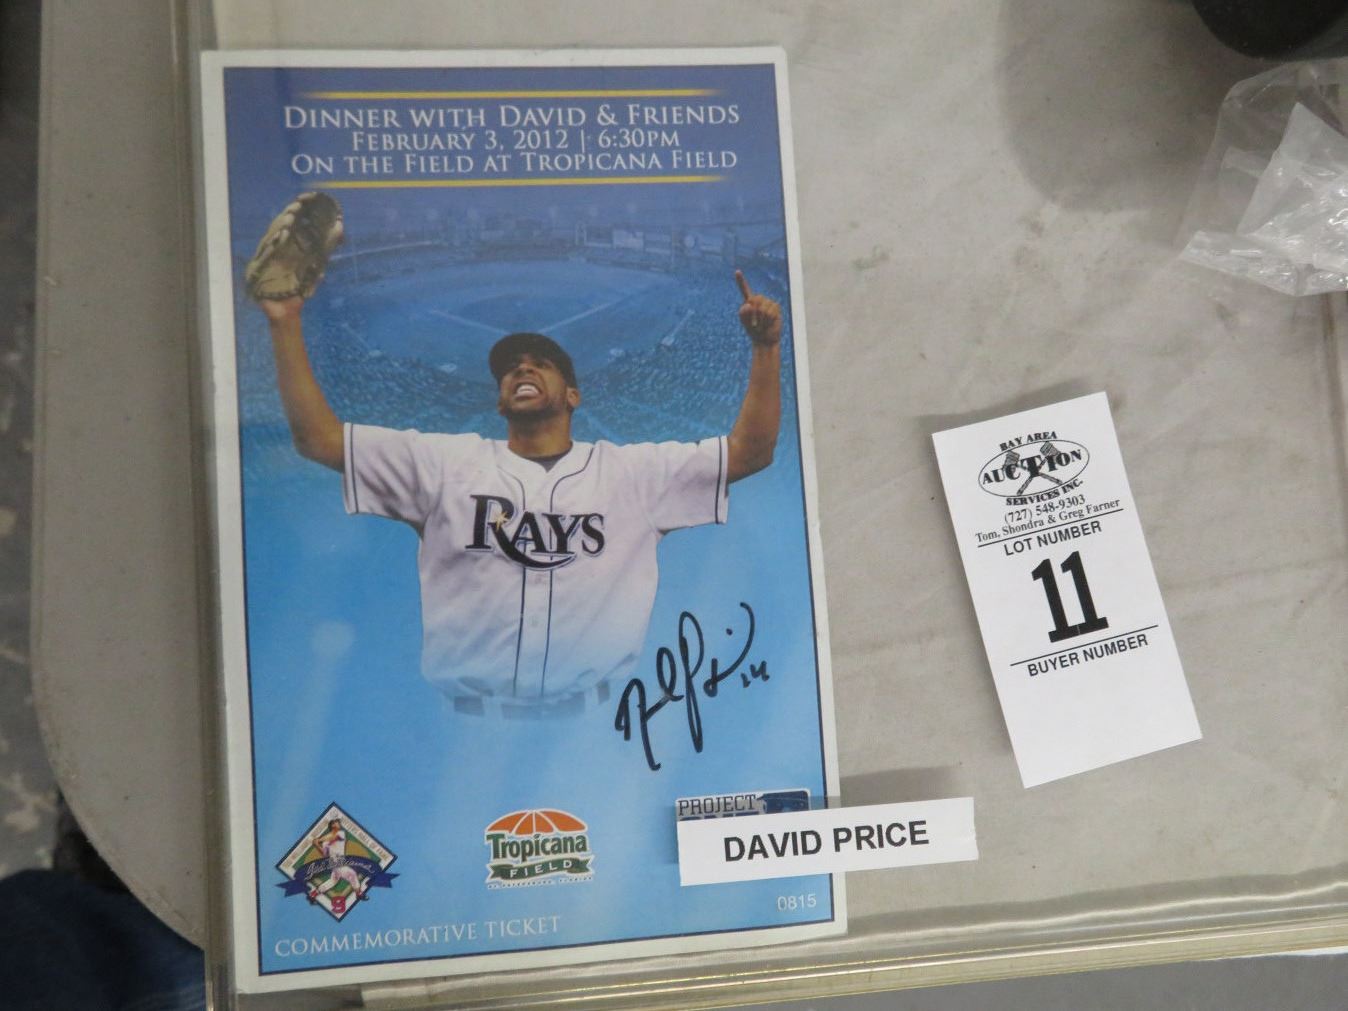 DINNER WITH DAVID & FRIENDS
FEBRUARY 3, 2012 | 6:30PM
ON THE FIELD AT TROPICANA FIELD
RAYS
Tropicana
FIELD
PROJECT
DAVID PRICE
0815
COMMEMORATIVE TICKET
BAY AREA
AUCTION
SERVICES INC.
(727) 548-9303
Tom, Shondra & Greg Farner
LOT NUMBER
11
BUYER NUMBER